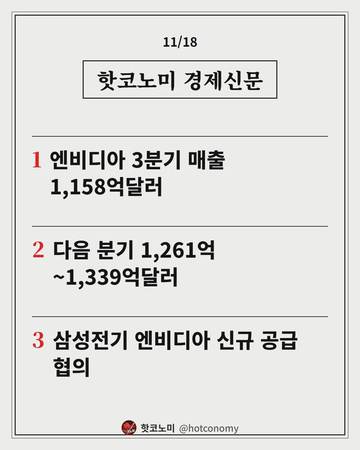 11/18
핫코노미 경제신문
1 엔비디아 3분기 매출
1,158억달러
2 다음 분기 1,261억
~1,339억달러
3 삼성전기 엔비디아 신규 공급
협의
핫코노미 @hotconomy